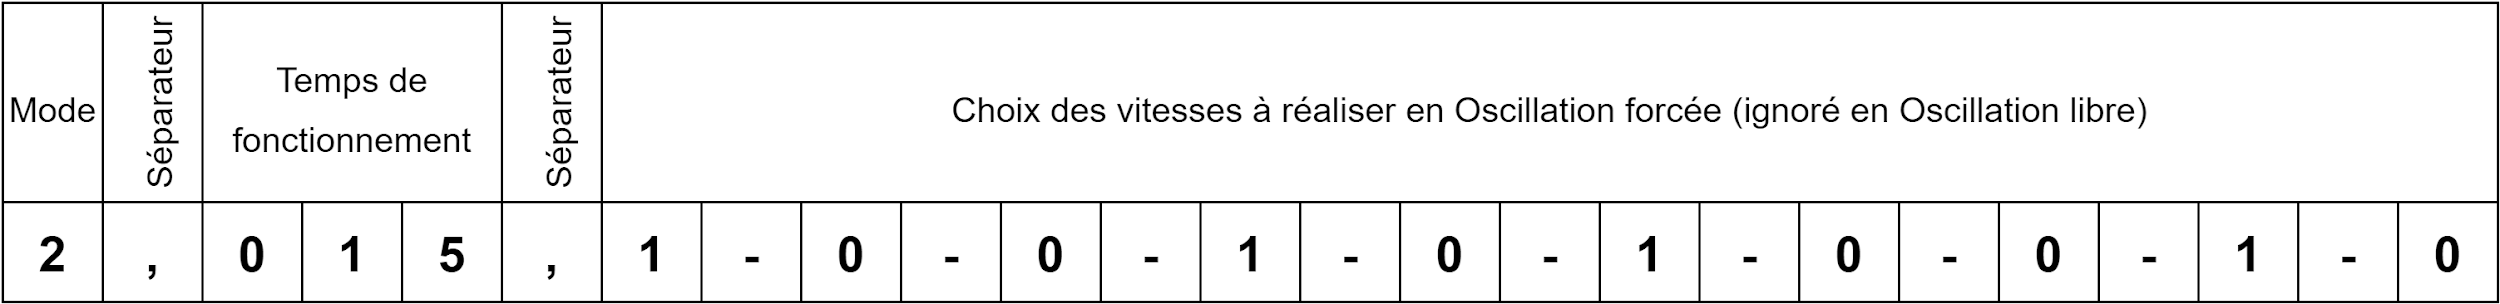 Mode
Séparateur
Temps de
fonctionnement
Séparateur
Choix des vitesses à réaliser en Oscillation forcée (ignoré en Oscillation libre)
2 , 0 1 5 , 1 - 0 - 0 - 1 - 0 - 1 - 0 - 0 - 1 - 0